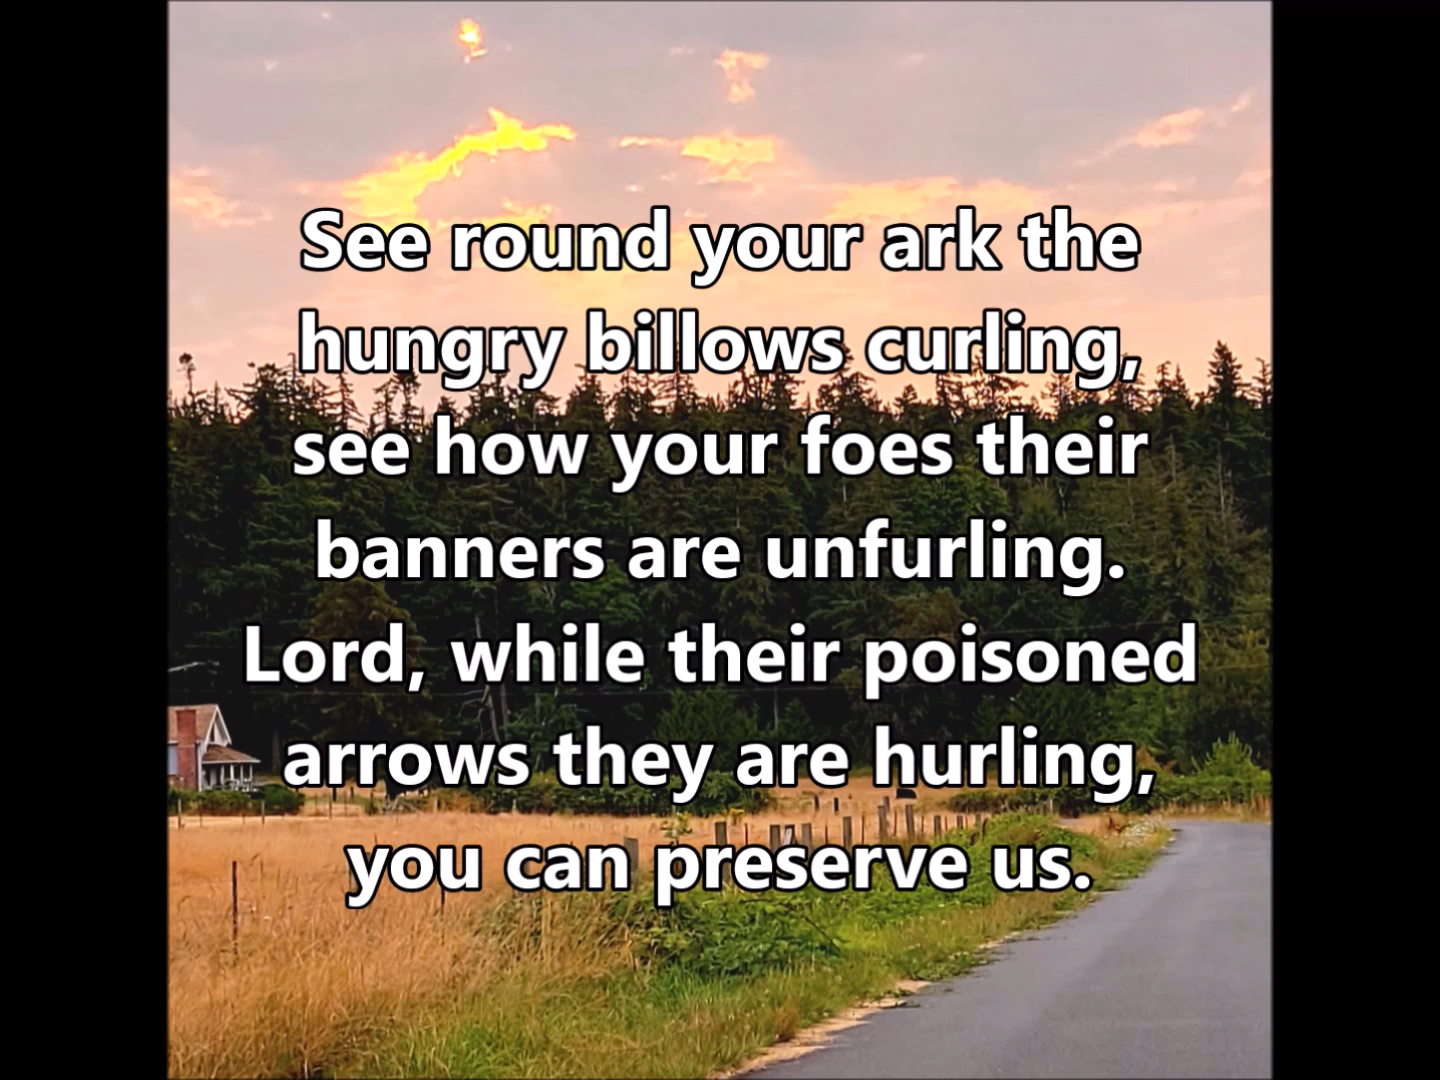 See round your ark the
hungry billows curling,
see how your foes their
banners are unfurling.
Lord, while their poisoned
arrows they are hurling,
you can preserve us.